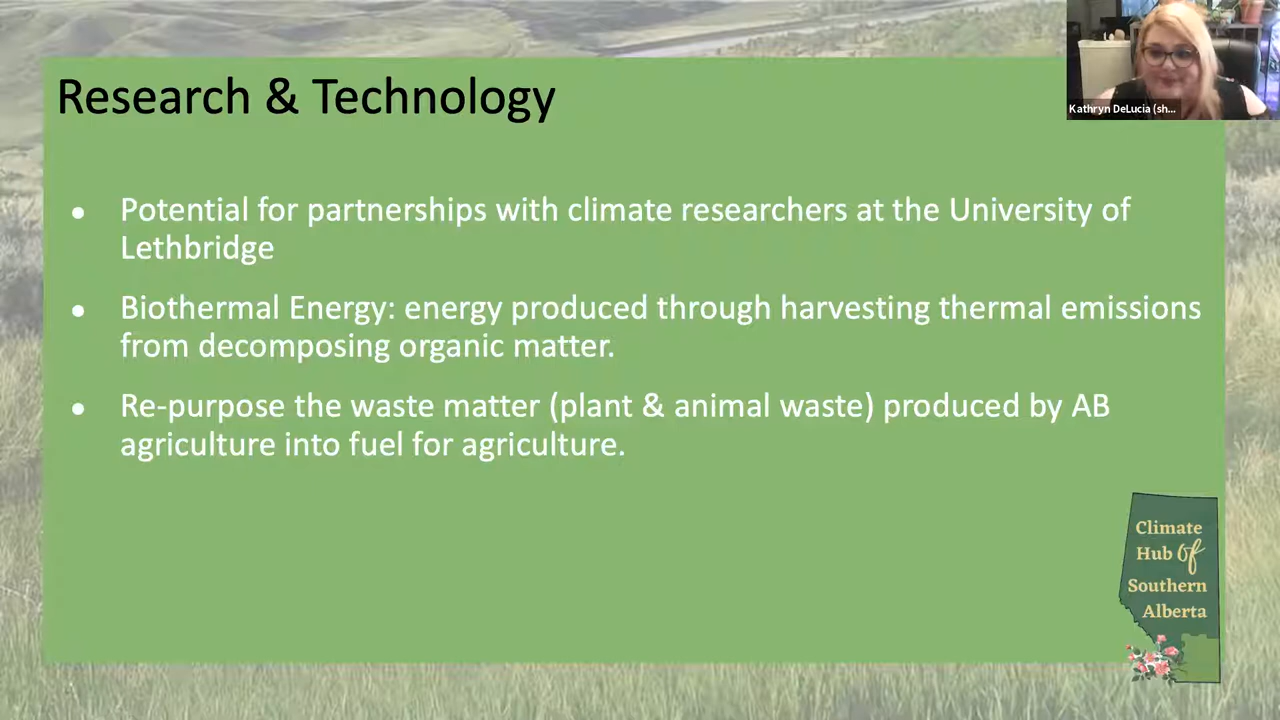 Research & Technology
Kathryn DeLucia (sh...
• Potential for partnerships with climate researchers at the University of
Lethbridge
• Biothermal Energy: energy produced through harvesting thermal emissions
from decomposing organic matter.
• Re-purpose the waste matter (plant & animal waste) produced by AB
agriculture into fuel for agriculture.
Climate
Hub of
Southern
Alberta